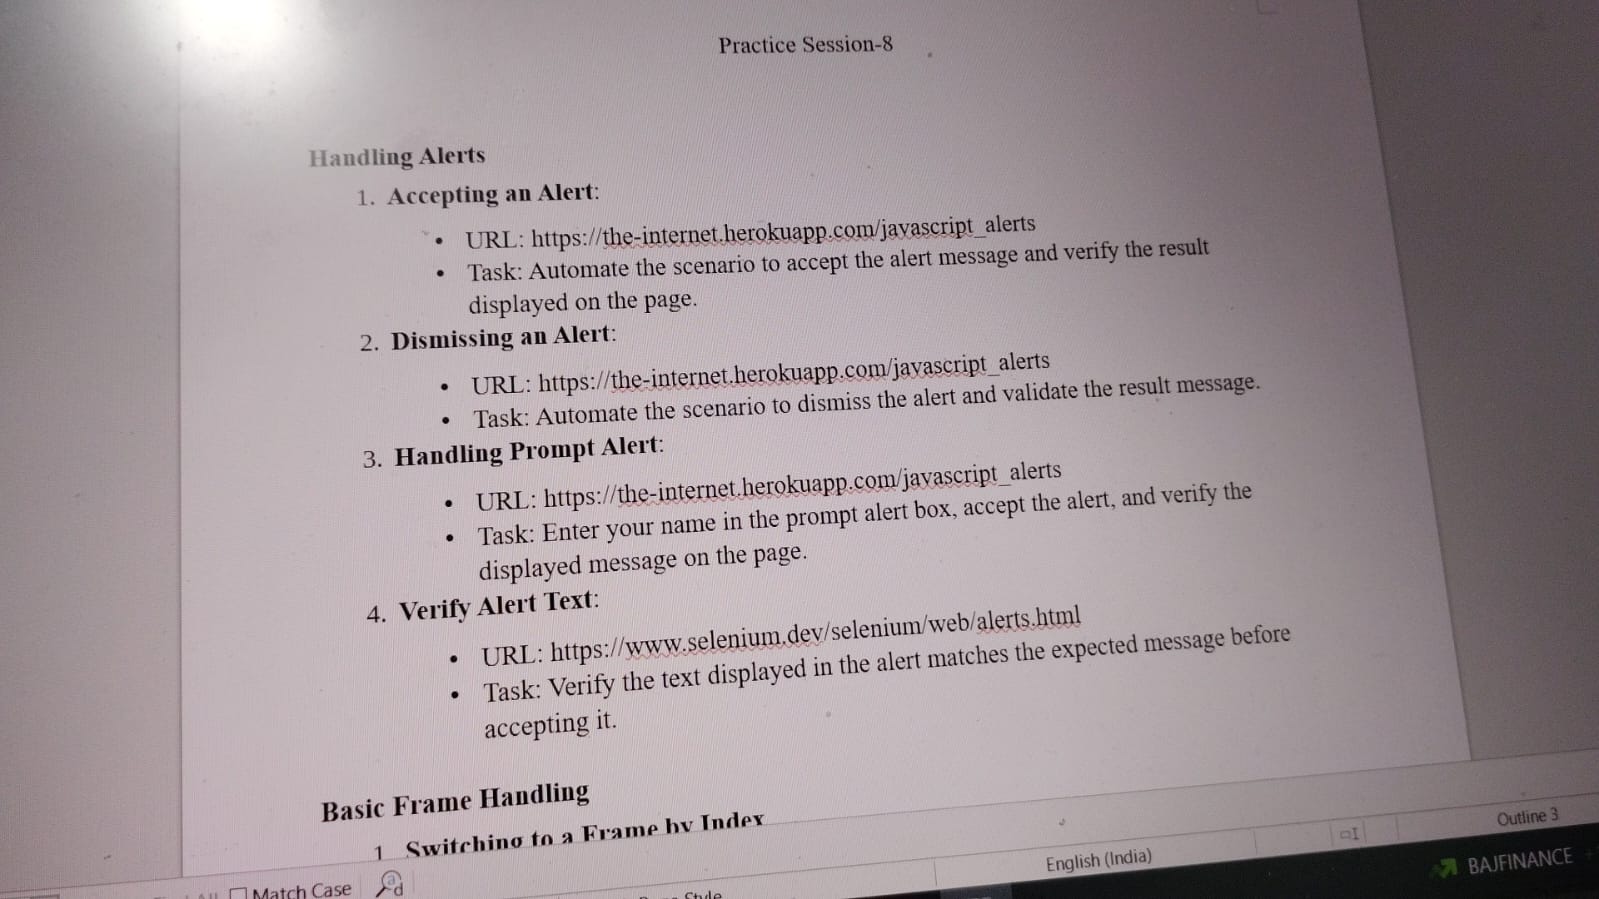 Practice Session-8
Handling Alerts
1. Accepting an Alert:
• URL: https://the-internet.herokuapp.com/javascript_alerts
• Task: Automate the scenario to accept the alert message and verify the result
displayed on the page.
2. Dismissing an Alert:
• URL: https://the-internet.herokuapp.com/javascript_alerts
• Task: Automate the scenario to dismiss the alert and validate the result message.
3. Handling Prompt Alert:
• URL: https://the-internet.herokuapp.com/javascript_alerts
• Task: Enter your name in the prompt alert box, accept the alert, and verify the
displayed message on the page.
4. Verify Alert Text:
• URL: https://www.selenium.dev/selenium/web/alerts.html
• Task: Verify the text displayed in the alert matches the expected message before
accepting it.
Basic Frame Handling
1 Switching to a Frame by Index
Match Case
Style
English (India)
Outline 3
BAJFINANCE